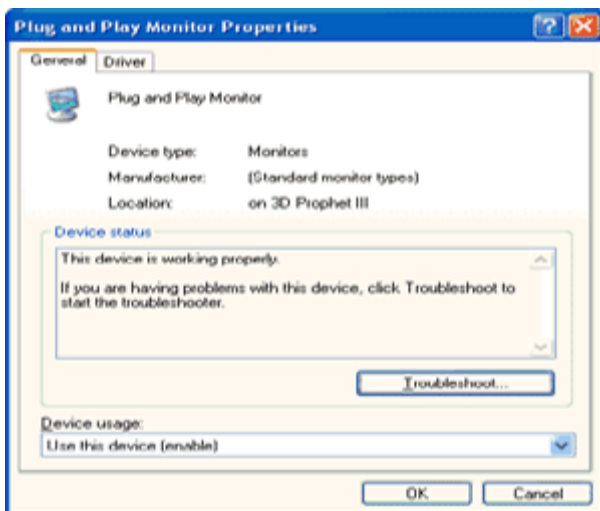 Plug and Play Monitor Properties
General Driver
Plug and Play Monitor
Device type: Monitors
Manufacturer: (Standard monitor types)
Location: on 3D Prophet III
Device status
This device is working properly.
If you are having problems with this device, click Troubleshoot to
start the troubleshooter.
Troubleshoot...
Device usage:
Use this device (enable)
OK Cancel